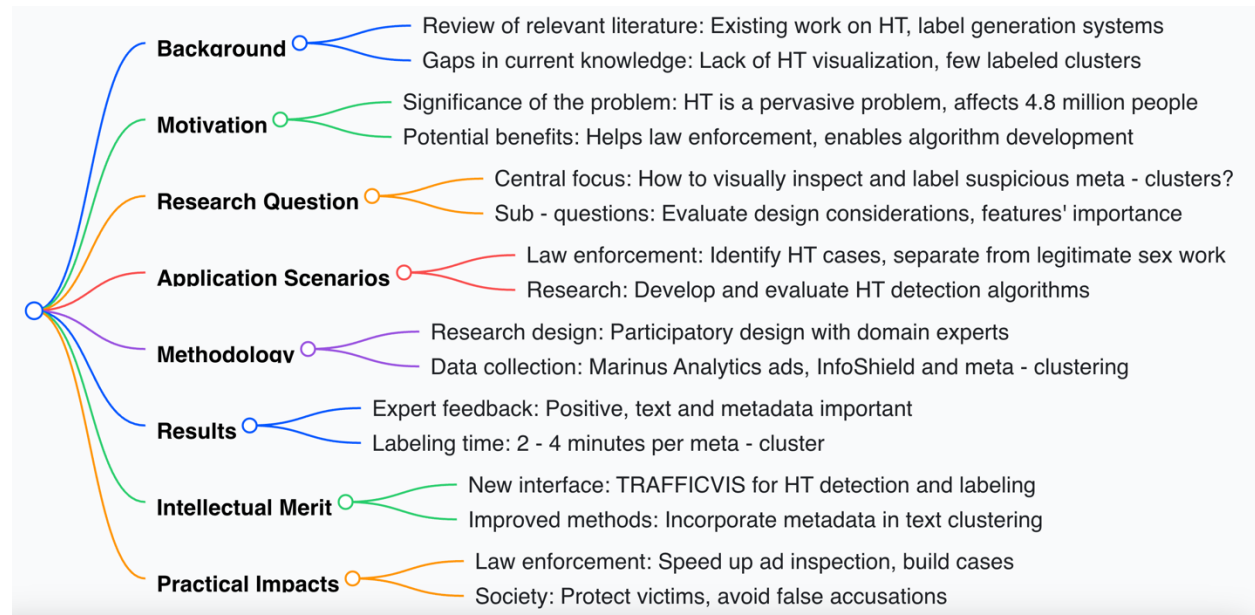 Background
Review of relevant literature: Existing work on HT, label generation systems
Gaps in current knowledge: Lack of HT visualization, few labeled clusters
Motivation
Significance of the problem: HT is a pervasive problem, affects 4.8 million people
Potential benefits: Helps law enforcement, enables algorithm development
Research Question
Central focus: How to visually inspect and label suspicious meta - clusters?
Sub - questions: Evaluate design considerations, features' importance
Application Scenarios
Law enforcement: Identify HT cases, separate from legitimate sex work
Research: Develop and evaluate HT detection algorithms
Methodology
Research design: Participatory design with domain experts
Data collection: Marinus Analytics ads, InfoShield and meta - clustering
Results
Expert feedback: Positive, text and metadata important
Labeling time: 2 - 4 minutes per meta - cluster
Intellectual Merit
New interface: TRAFFICVIS for HT detection and labeling
Improved methods: Incorporate metadata in text clustering
Practical Impacts
Law enforcement: Speed up ad inspection, build cases
Society: Protect victims, avoid false accusations